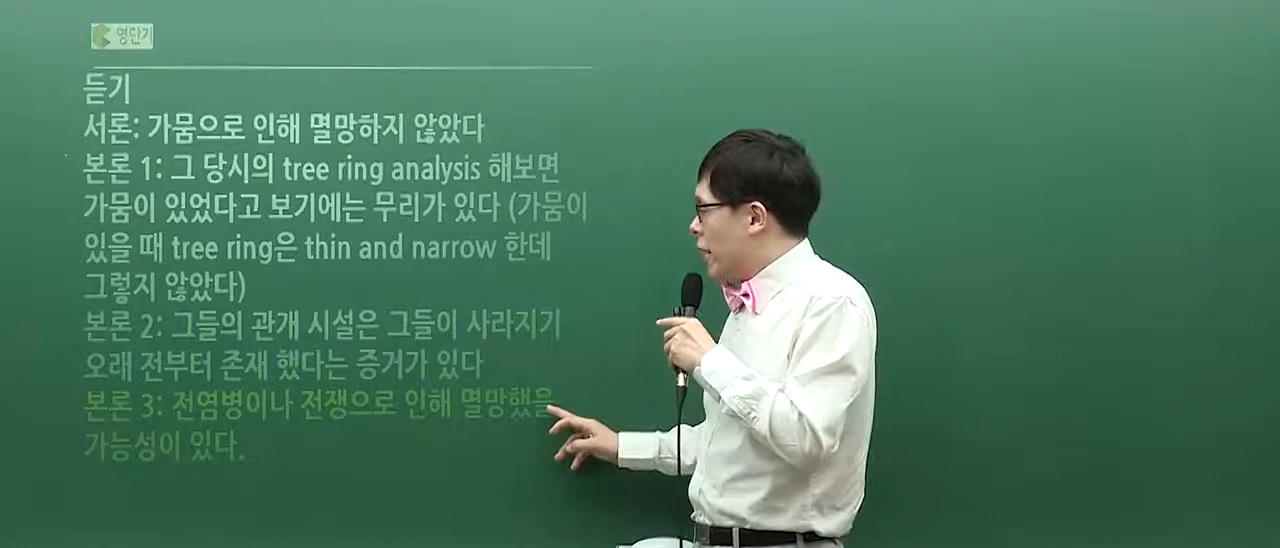 영단기
듣기
서론: 가뭄으로 인해 멸망하지 않았다
본론 1: 그 당시의 tree ring analysis 해보면
가뭄이 있었다고 보기에는 무리가 있다 (가뭄이
있을 때 tree ring은 thin and narrow 한데
그렇지 않았다)
본론 2: 그들의 관개 시설은 그들이 사라지기
오래 전부터 존재 했다는 증거가 있다
본론 3: 전염병이나 전쟁으로 인해 멸망했을
가능성이 있다.